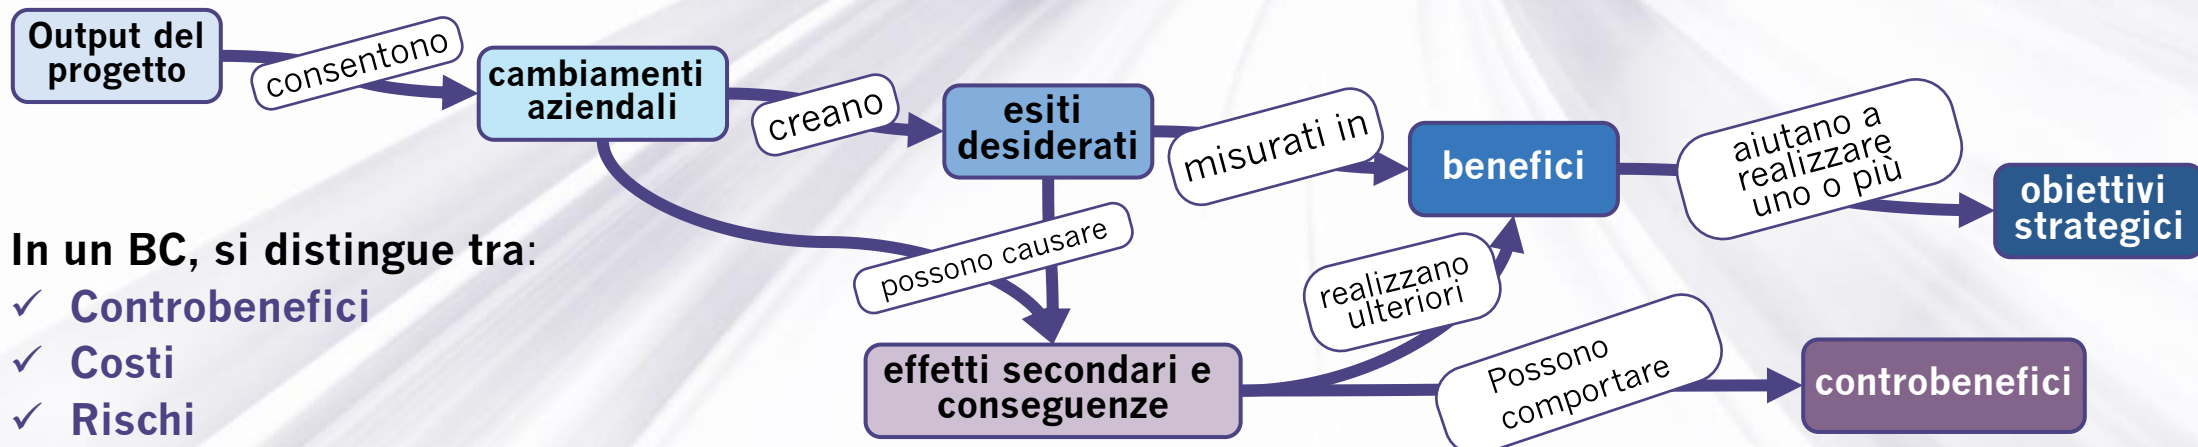 Output del
progetto
consentono
cambiamenti
aziendali
creano
esiti
desiderati
misurati in
benefici
aiutano a
realizzare
uno o più
obiettivi
strategici
possono causare
realizzano
ulteriori
effetti secondari e
conseguenze
Possono
comportare
controbenefici
In un BC, si distingue tra:
✓ Controbenefici
✓ Costi
✓ Rischi